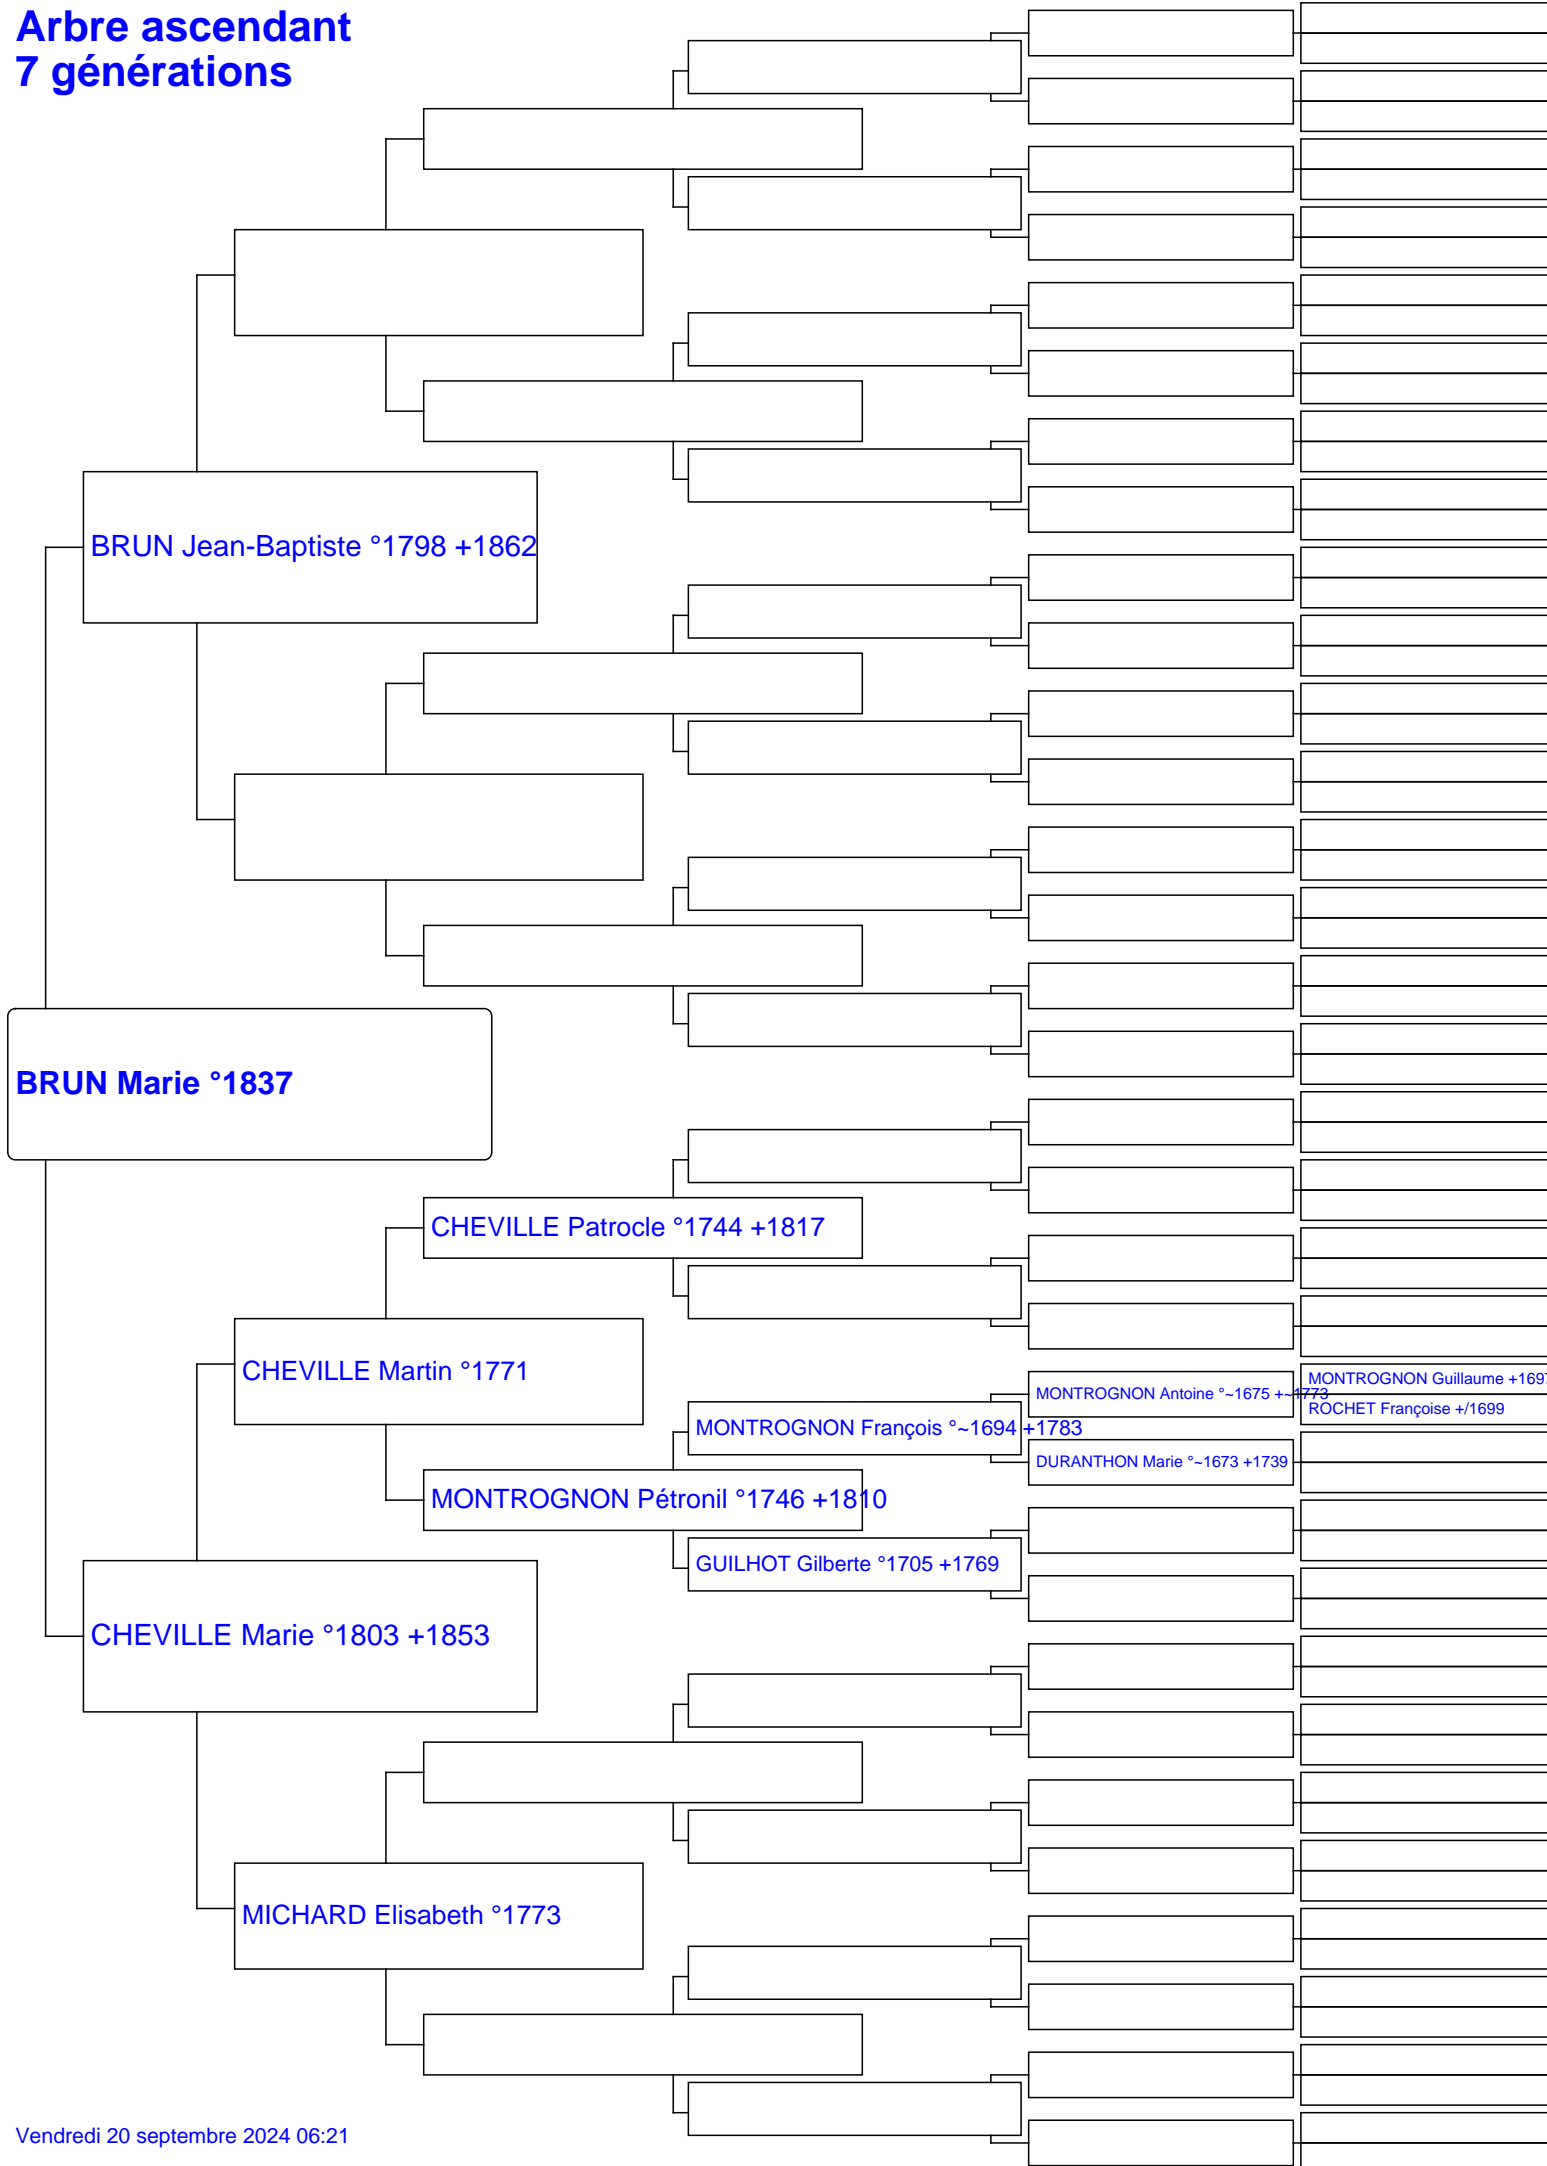 Arbre ascendant
7 générations
BRUN Jean-Baptiste °1798 +1862
BRUN Marie °1837
CHEVILLE Patrocle °1744 +1817
CHEVILLE Martin °1771
MONTROGNON Guillaume +1697
MONTROGNON Antoine °~1675 +~1773
ROCHET Françoise +/1699
MONTROGNON François °~1694 +1783
DURANTHON Marie °~1673 +1739
MONTROGNON Pétronil °1746 +1810
GUILHOT Gilberte °1705 +1769
CHEVILLE Marie °1803 +1853
MICHARD Elisabeth °1773
Vendredi 20 septembre 2024 06:21